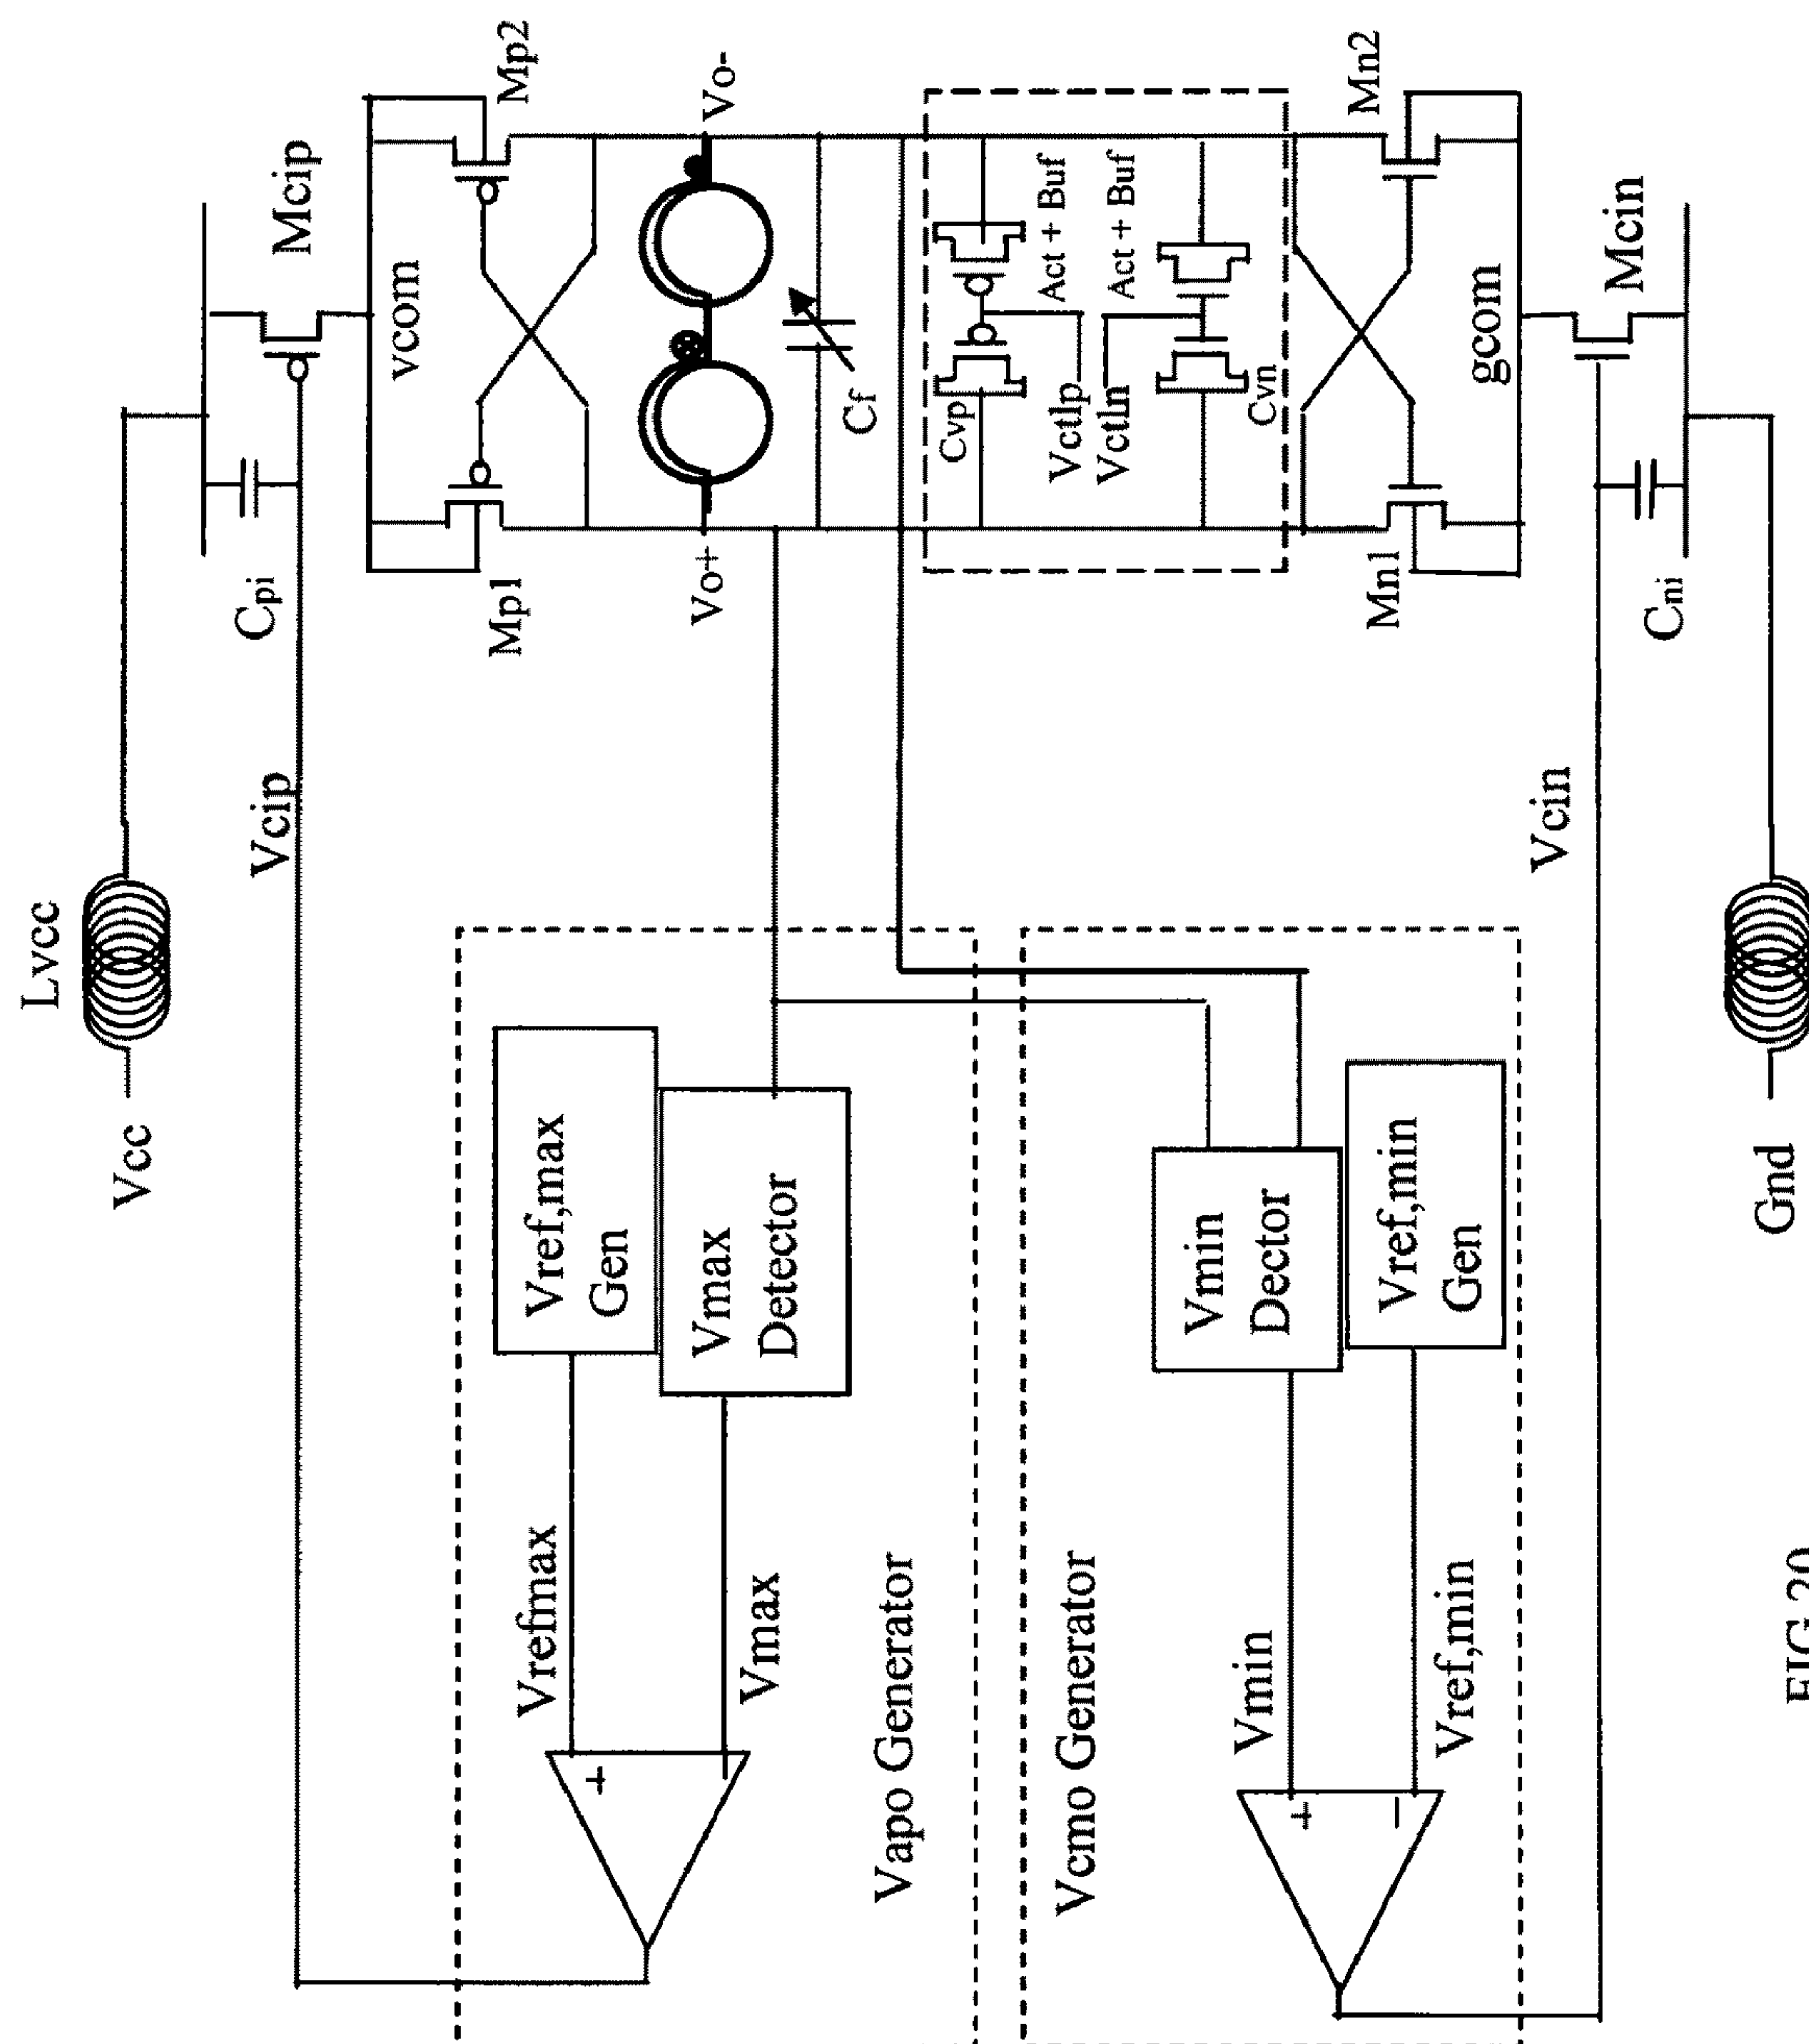 Lvcc
Vcc
Vcip
Cpi
Mcip
vcom
Mp1
Mp2
Vrefmax
Vref,max
Gen
Vmax
Vmax
Detector
Vapo Generator
Vo+
Vo-
Cf
Cvp
Vctlp
Act + Buf
Vctln
Act + Buf
Cvn
Vcmo Generator
Vmin
Vmin
Dector
Vref,min
Vref,min
Gen
+
+
−
Mn1
Mn2
gcom
Vcin
Mcin
Cni
Gnd
FIG 20